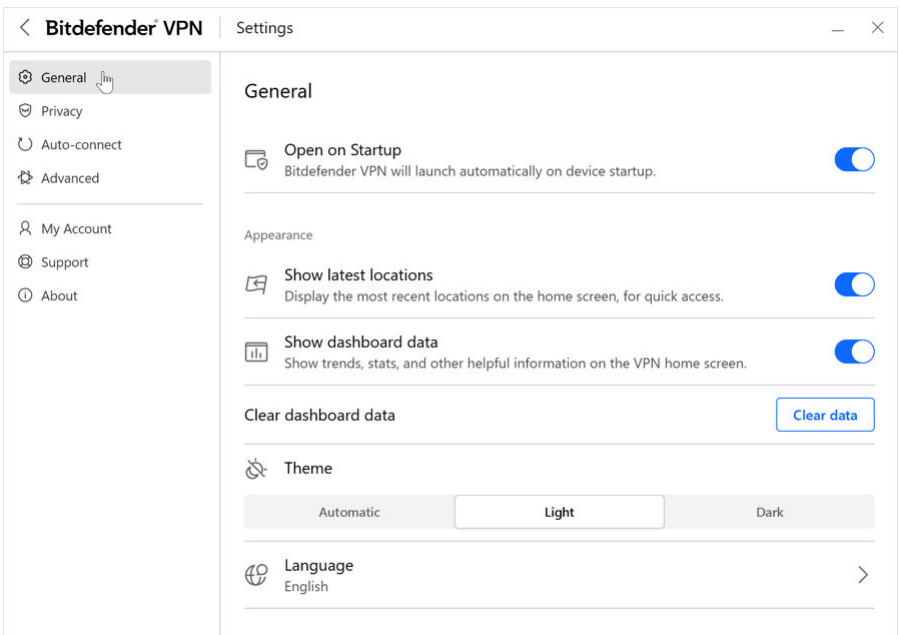 Bitdefender® VPN
Settings
General
Privacy
Auto-connect
Advanced
My Account
Support
About
General
Open on Startup
Bitdefender VPN will launch automatically on device startup.
Appearance
Show latest locations
Display the most recent locations on the home screen, for quick access.
Show dashboard data
Show trends, stats, and other helpful information on the VPN home screen.
Clear dashboard data
Clear data
Theme
Automatic
Light
Dark
Language
English